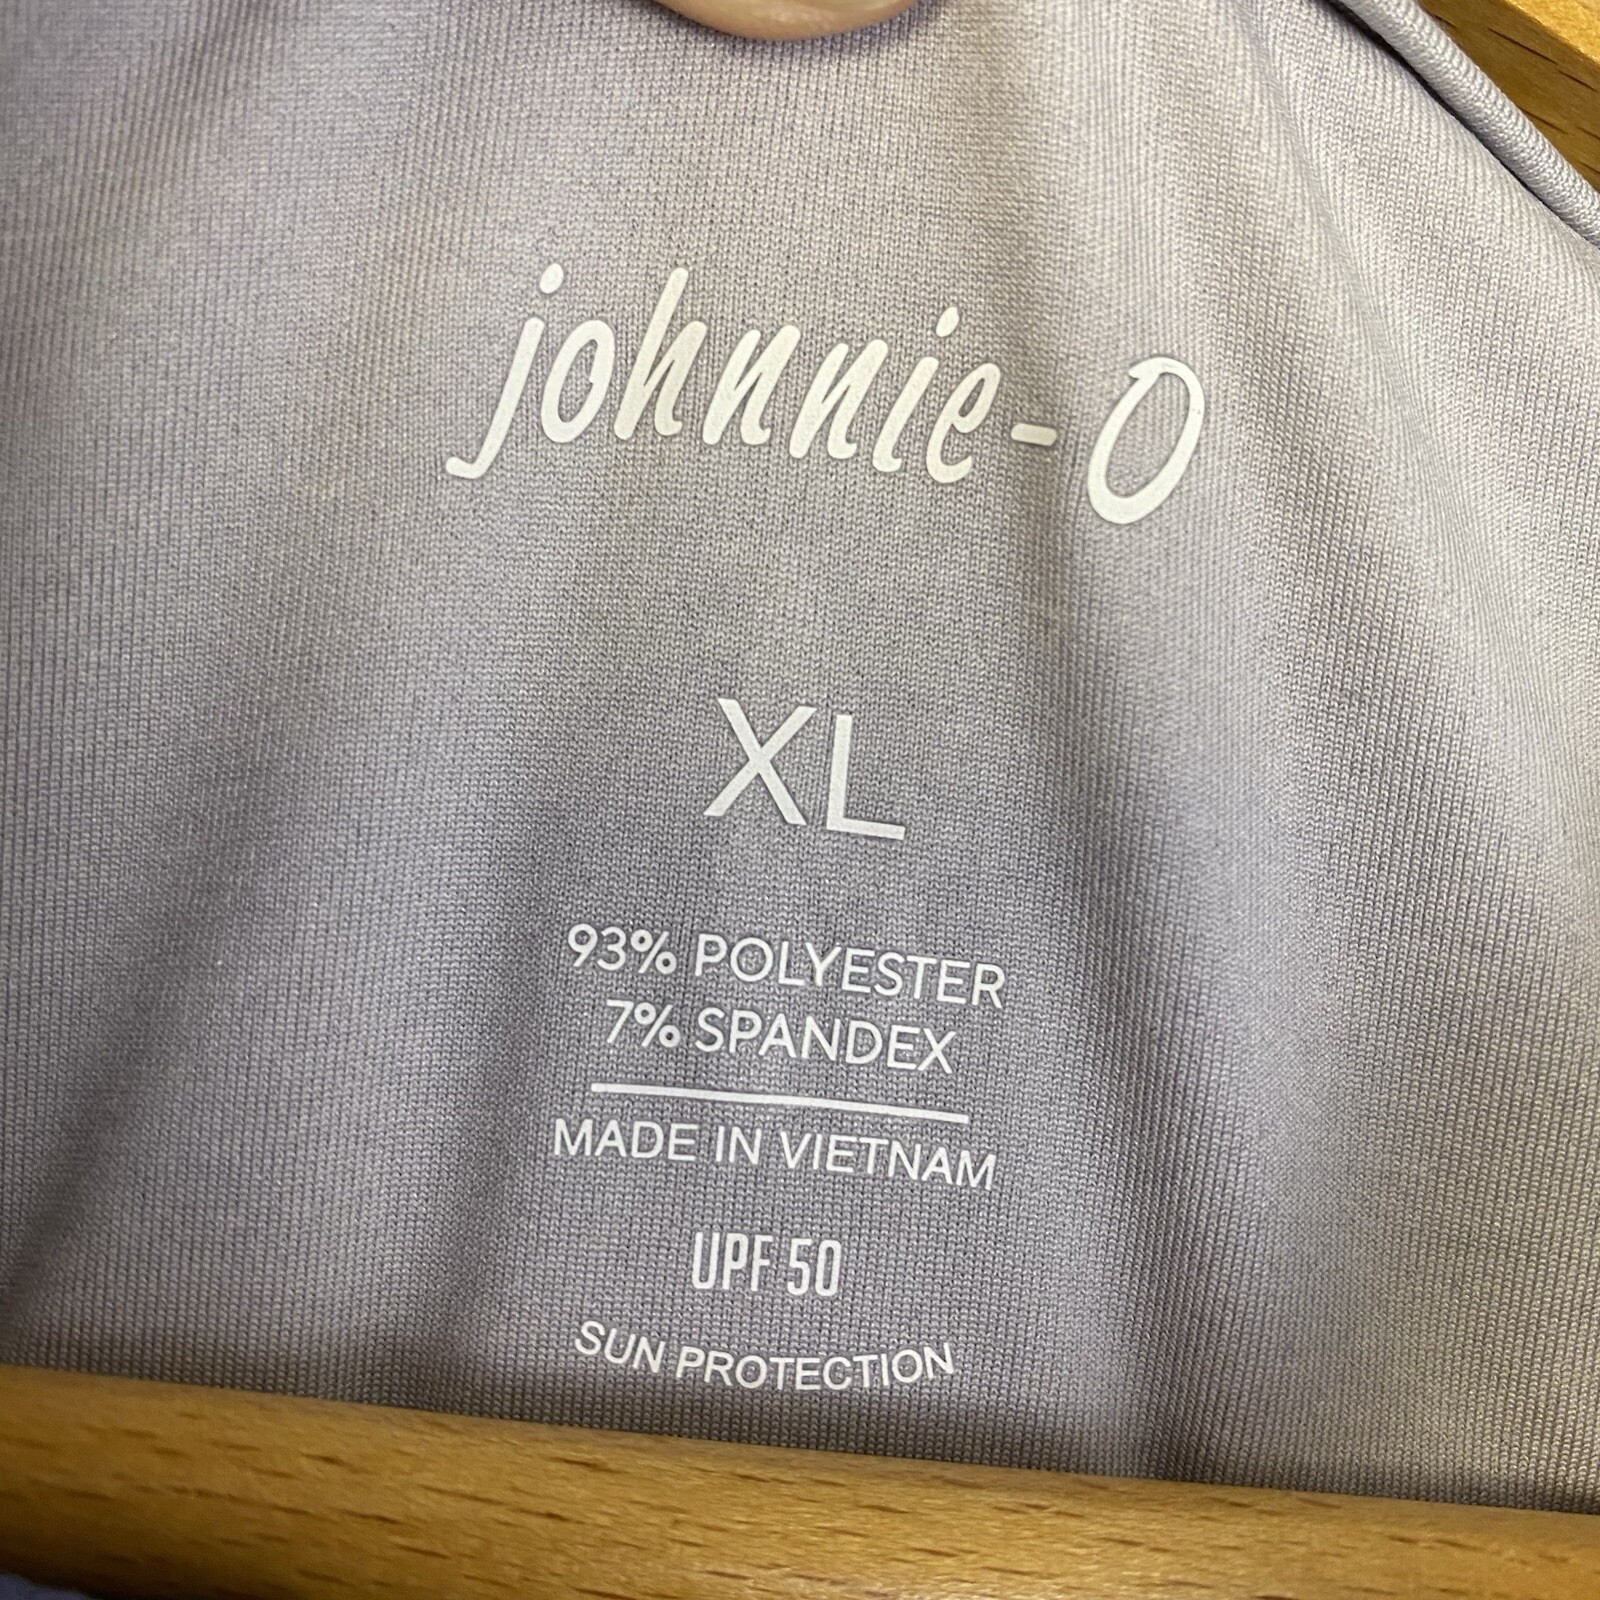 johnnie-O
XL
93% POLYESTER
7% SPANDEX
MADE IN VIETNAM
UPF 50
SUN PROTECTION